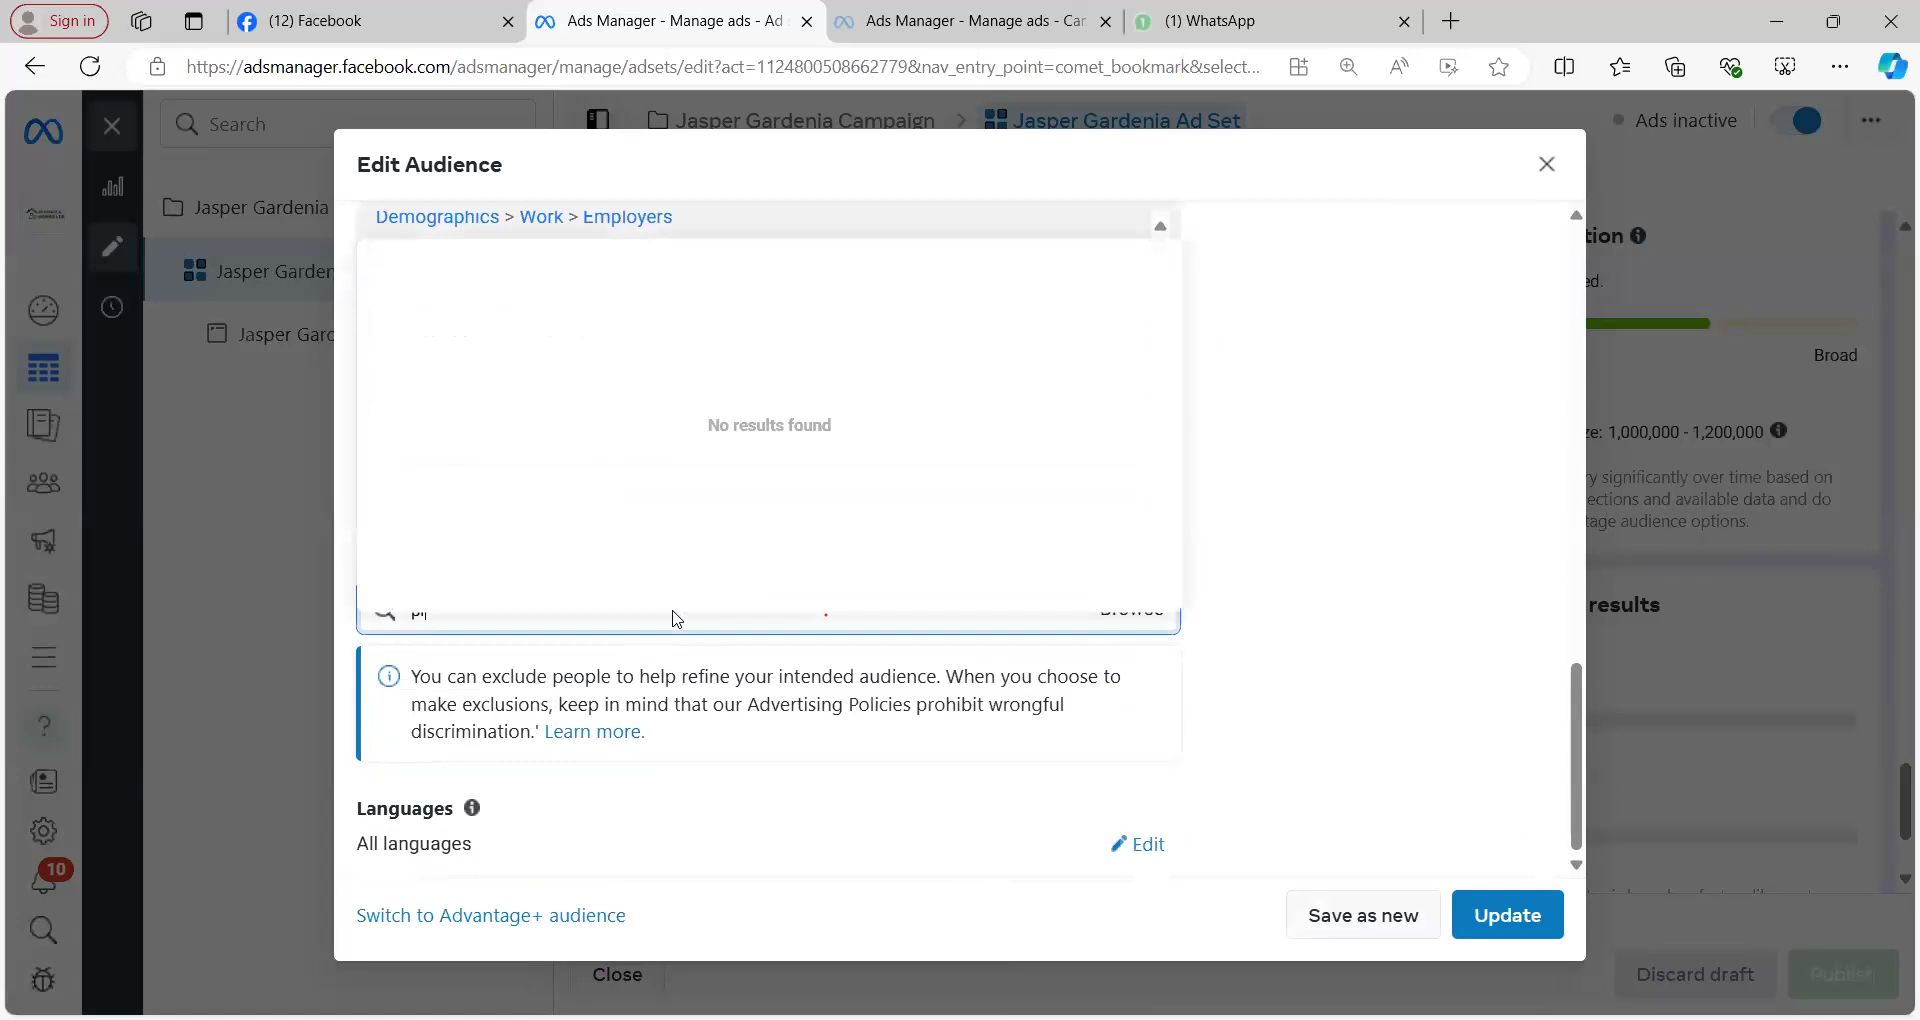 Sign in
(12) Facebook
Ads Manager - Manage ads - Ad
Ads Manager - Manage ads - Car
(1) WhatsApp
https://adsmanager.facebook.com/adsmanager/manage/adsets/edit?act=1124800508662779&nav_entry_point=comet_bookmark&select...
Search
Jasper Gardenia Campaign > Jasper Gardenia Ad Set
Ads inactive
Edit Audience
Jasper Gardenia
Jasper Garden
Jasper Gard
Demographics > Work > Employers
No results found
Browse
You can exclude people to help refine your intended audience. When you choose to
make exclusions, keep in mind that our Advertising Policies prohibit wrongful
discrimination.' Learn more.
Languages
All languages
Edit
Switch to Advantage+ audience
Save as new
Update
tion
ed.
Broad
ze: 1,000,000 - 1,200,000
y significantly over time based on
ections and available data and do
tage audience options.
results
10
Close
Discard draft
Publish